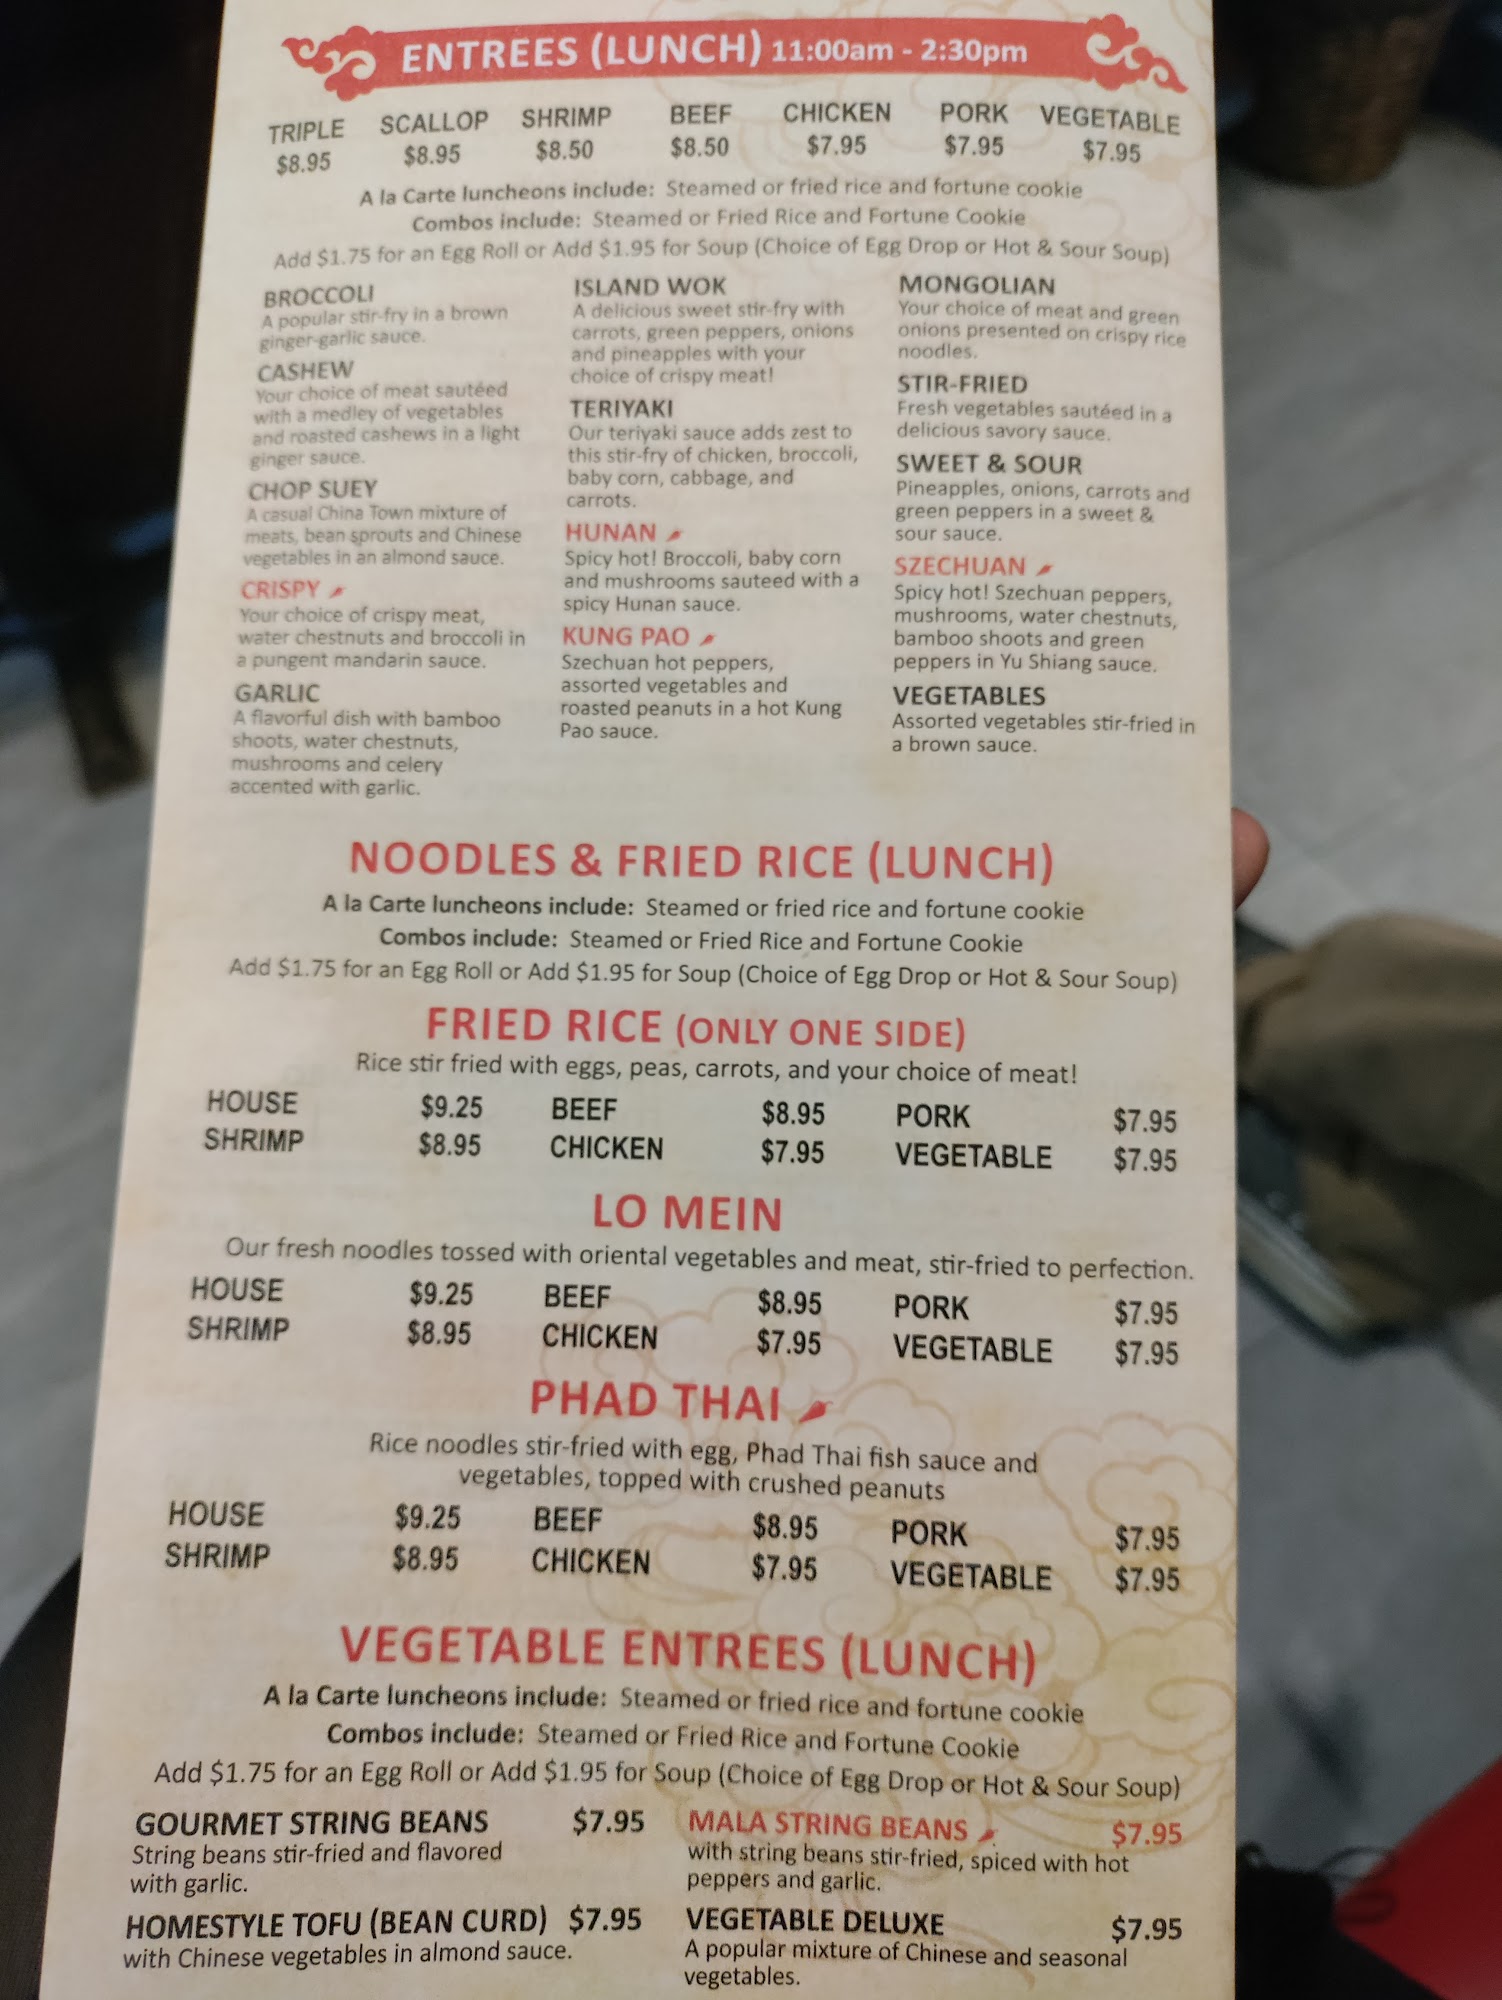 ENTREES (LUNCH) 11:00am - 2:30pm
TRIPLE SCALLOP SHRIMP BEEF CHICKEN PORK VEGETABLE
$8.95 $8.95 $8.50 $8.50 $7.95 $7.95 $7.95
A la Carte luncheons include: Steamed or fried rice and fortune cookie
Combos include: Steamed or Fried Rice and Fortune Cookie
Add $1.75 for an Egg Roll or Add $1.95 for Soup (Choice of Egg Drop or Hot & Sour Soup)
BROCCOLI
A popular stir-fry in a brown
ginger-garlic sauce.
CASHEW
Your choice of meat sautéed
with a medley of vegetables
and roasted cashews in a light
ginger sauce.
CHOP SUEY
A casual China Town mixture of
meats, bean sprouts and Chinese
vegetables in an almond sauce.
CRISPY
Your choice of crispy meat,
water chestnuts and broccoli in
a pungent mandarin sauce.
GARLIC
A flavorful dish with bamboo
shoots, water chestnuts,
mushrooms and celery
accented with garlic.
ISLAND WOK
A delicious sweet stir-fry with
carrots, green peppers, onions
and pineapples with your
choice of crispy meat!
TERIYAKI
Our teriyaki sauce adds zest to
this stir-fry of chicken, broccoli,
baby corn, cabbage, and
carrots.
HUNAN
Spicy hot! Broccoli, baby corn
and mushrooms sauteed with a
spicy Hunan sauce.
KUNG PAO
Szechuan hot peppers,
assorted vegetables and
roasted peanuts in a hot Kung
Pao sauce.
MONGOLIAN
Your choice of meat and green
onions presented on crispy rice
noodles.
STIR-FRIED
Fresh vegetables sautéed in a
delicious savory sauce.
SWEET & SOUR
Pineapples, onions, carrots and
green peppers in a sweet &
sour sauce.
SZECHUAN
Spicy hot! Szechuan peppers,
mushrooms, water chestnuts,
bamboo shoots and green
peppers in Yu Shiang sauce.
VEGETABLES
Assorted vegetables stir-fried in
a brown sauce.
NOODLES & FRIED RICE (LUNCH)
A la Carte luncheons include: Steamed or fried rice and fortune cookie
Combos include: Steamed or Fried Rice and Fortune Cookie
Add $1.75 for an Egg Roll or Add $1.95 for Soup (Choice of Egg Drop or Hot & Sour Soup)
FRIED RICE (ONLY ONE SIDE)
Rice stir fried with eggs, peas, carrots, and your choice of meat!
HOUSE $9.25 BEEF $8.95 PORK $7.95
SHRIMP $8.95 CHICKEN $7.95 VEGETABLE $7.95
LO MEIN
Our fresh noodles tossed with oriental vegetables and meat, stir-fried to perfection.
HOUSE $9.25 BEEF $8.95 PORK $7.95
SHRIMP $8.95 CHICKEN $7.95 VEGETABLE $7.95
PHAD THAI
Rice noodles stir-fried with egg, Phad Thai fish sauce and
vegetables, topped with crushed peanuts
HOUSE $9.25 BEEF $8.95 PORK $7.95
SHRIMP $8.95 CHICKEN $7.95 VEGETABLE $7.95
VEGETABLE ENTREES (LUNCH)
A la Carte luncheons include: Steamed or fried rice and fortune cookie
Combos include: Steamed or Fried Rice and Fortune Cookie
Add $1.75 for an Egg Roll or Add $1.95 for Soup (Choice of Egg Drop or Hot & Sour Soup)
GOURMET STRING BEANS $7.95
String beans stir-fried and flavored
with garlic.
HOMESTYLE TOFU (BEAN CURD) $7.95
with Chinese vegetables in almond sauce.
MALA STRING BEANS $7.95
with string beans stir-fried, spiced with hot
peppers and garlic.
VEGETABLE DELUXE $7.95
A popular mixture of Chinese and seasonal
vegetables.